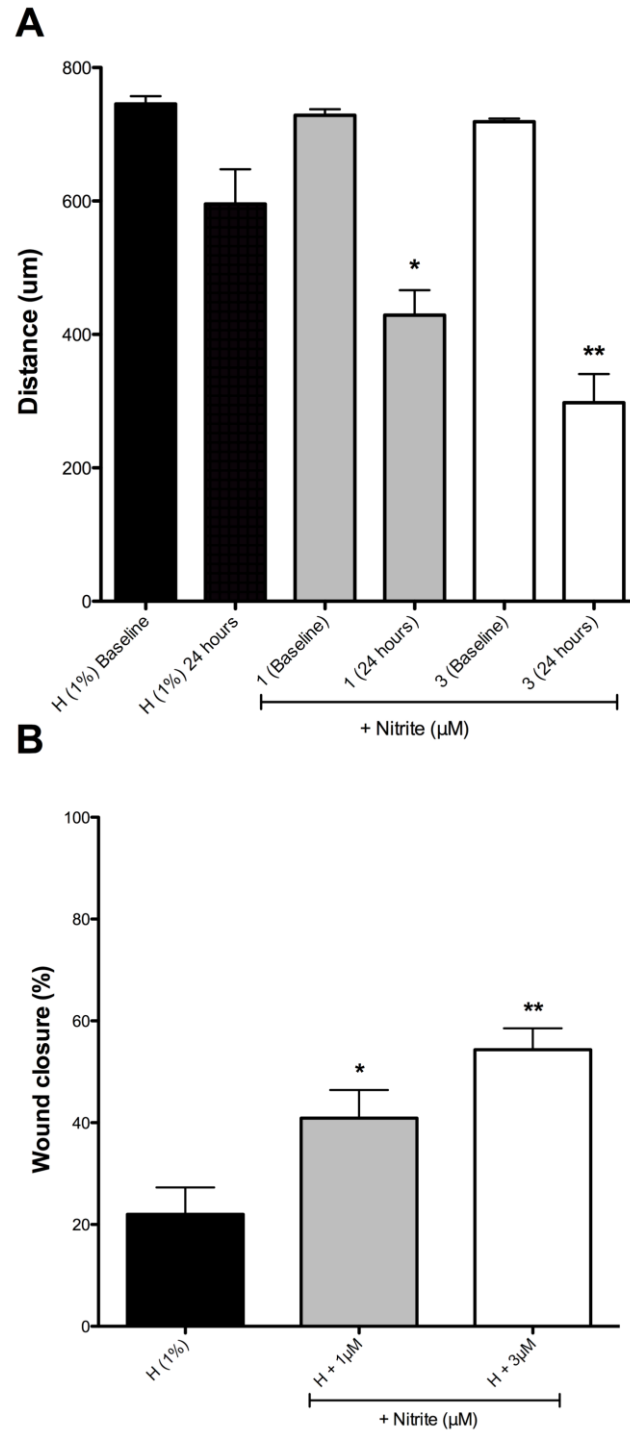 A
800
600
400
200
0
Distance (um)
*
**
H (1%) Baseline
H (1%) 24 hours
1 (Baseline)
1 (24 hours)
3 (Baseline)
3 (24 hours)
+ Nitrite (µM)
B
100
80
60
40
20
0
Wound closure (%)
*
**
H (1%)
H + 1µM
H + 3µM
+ Nitrite (µM)